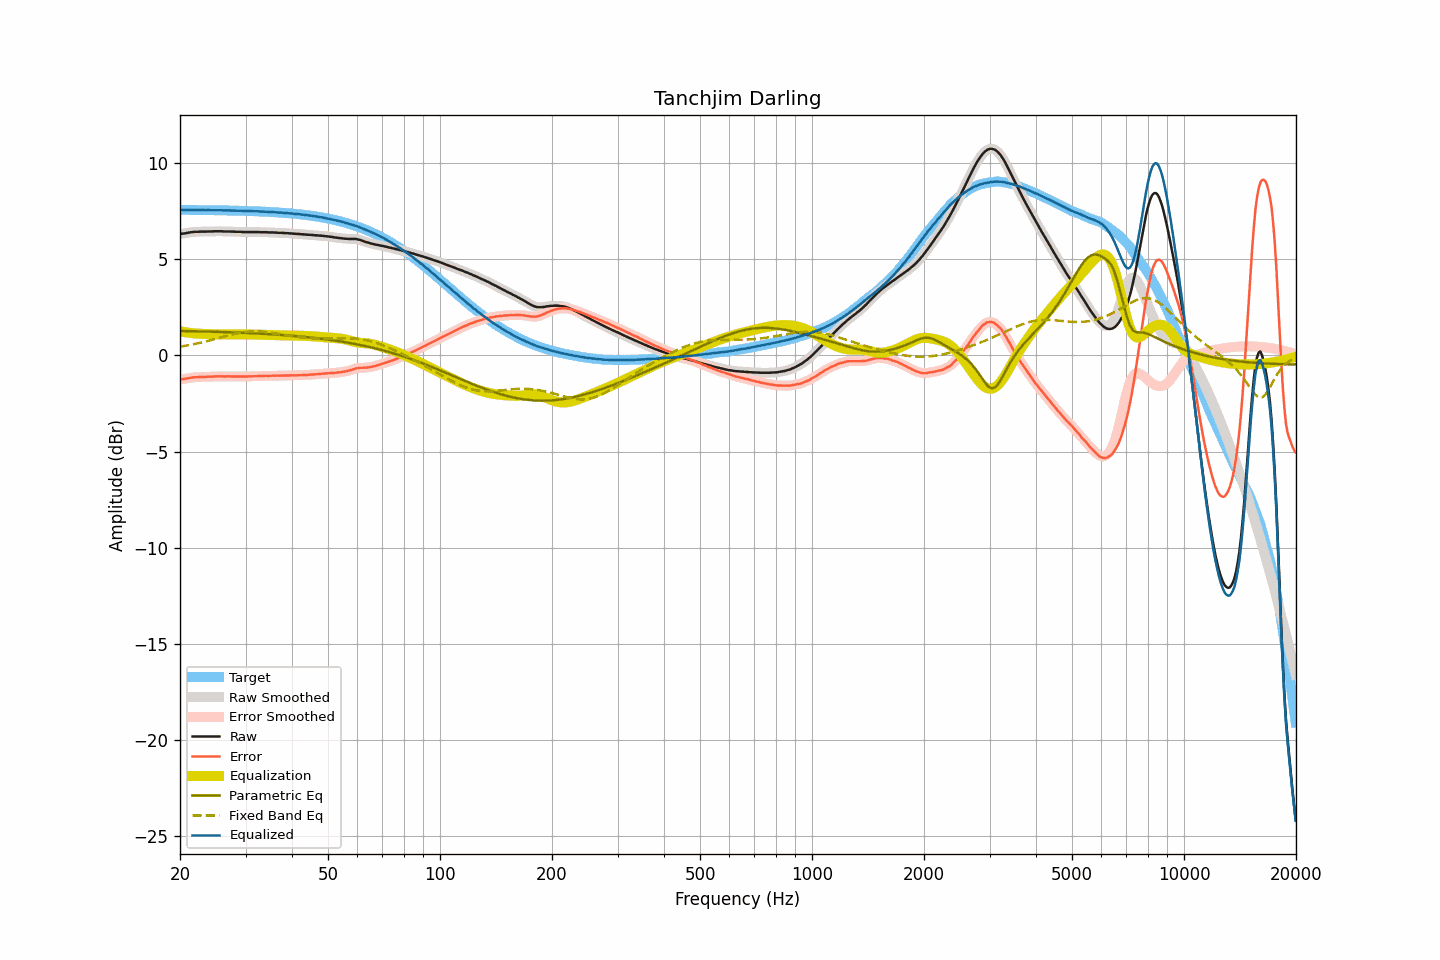 Tanchjim Darling
Amplitude (dBr)
10
5
0
−5
−10
−15
−20
−25
Target
Raw Smoothed
Error Smoothed
Raw
Error
Equalization
Parametric Eq
Fixed Band Eq
Equalized
20 50 100 200 500 1000 2000 5000 10000 20000
Frequency (Hz)